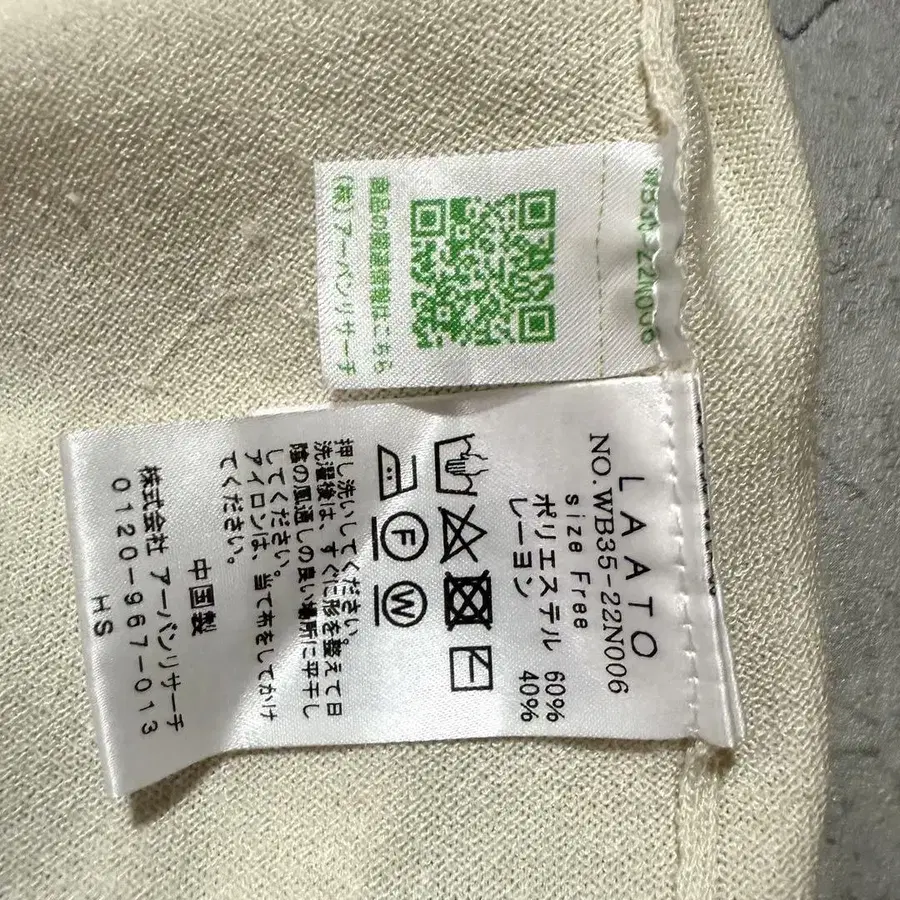 LAATO
NO.WB35-22N006
size Free
ポリエステル 60%
レーヨン 40%
F
W
押し洗いしてください。
洗濯後は、すぐに形を整えて日
陰の風通しの良い場所に平干し
してください。
アイロンは、当て布をしてかけ
てください。
中国製
株式会社 アーバンリサーチ
0120-967-013
HS
商品の関連情報はこちら
(株)アーバンリサーチ